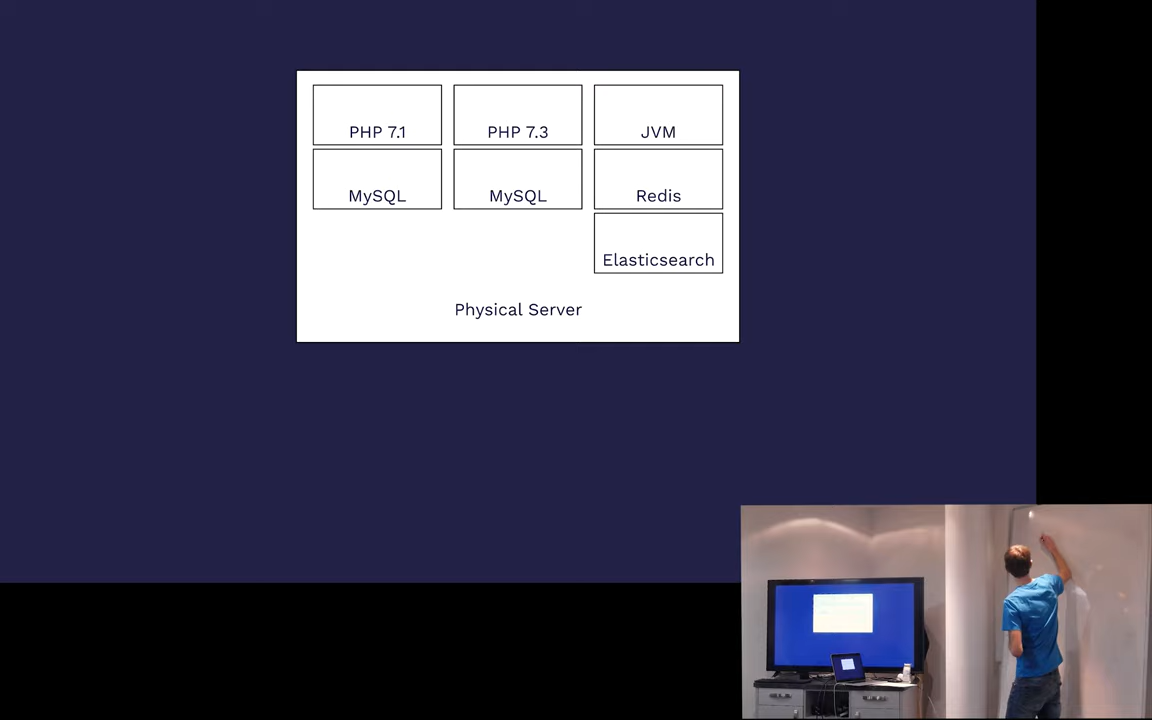 PHP 7.1 PHP 7.3 JVM
MySQL MySQL Redis
Elasticsearch
Physical Server